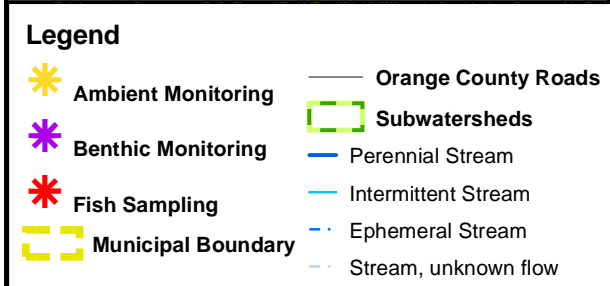 Legend
Ambient Monitoring
Benthic Monitoring
Fish Sampling
Municipal Boundary
Orange County Roads
Subwatersheds
Perennial Stream
Intermittent Stream
Ephemeral Stream
Stream, unknown flow